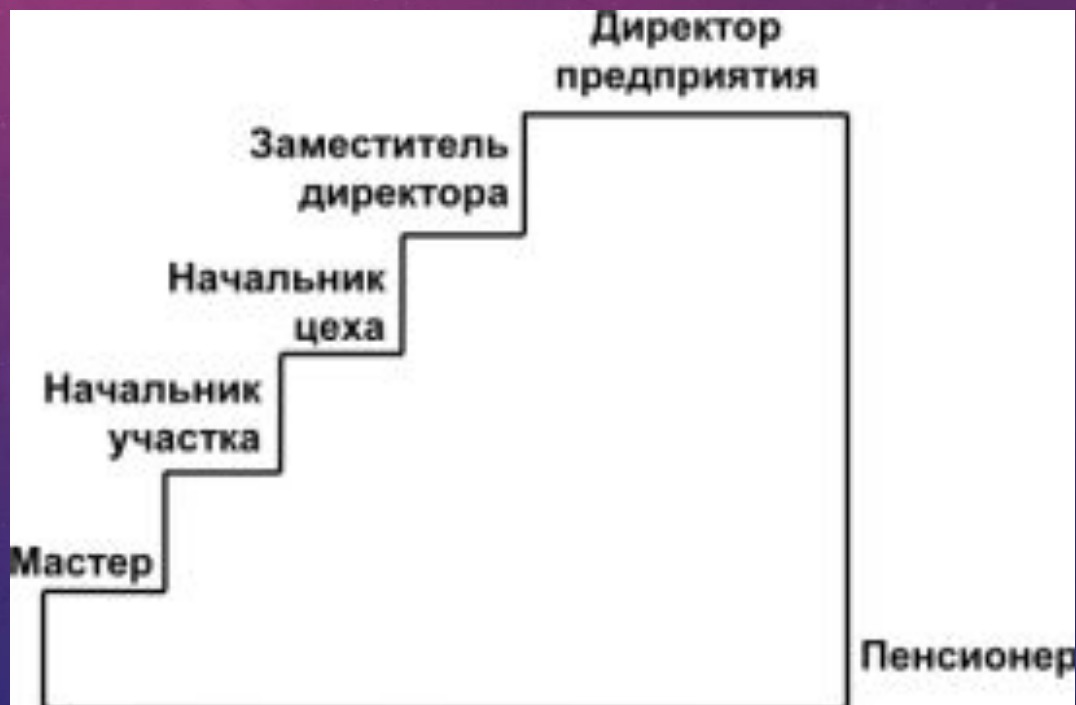 Директор
предприятия
Заместитель
директора
Начальник
цеха
Начальник
участка
Мастер
Пенсионер